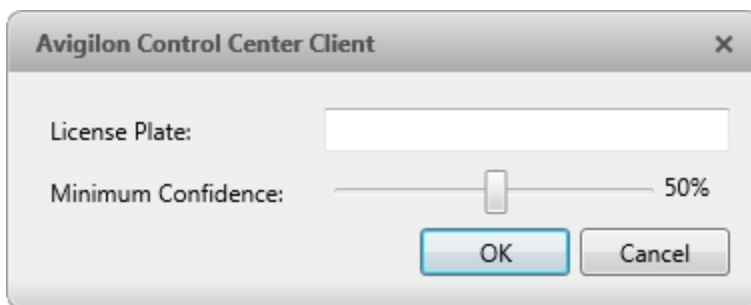 Avigilon Control Center Client
License Plate:
Minimum Confidence: 50%
OK Cancel